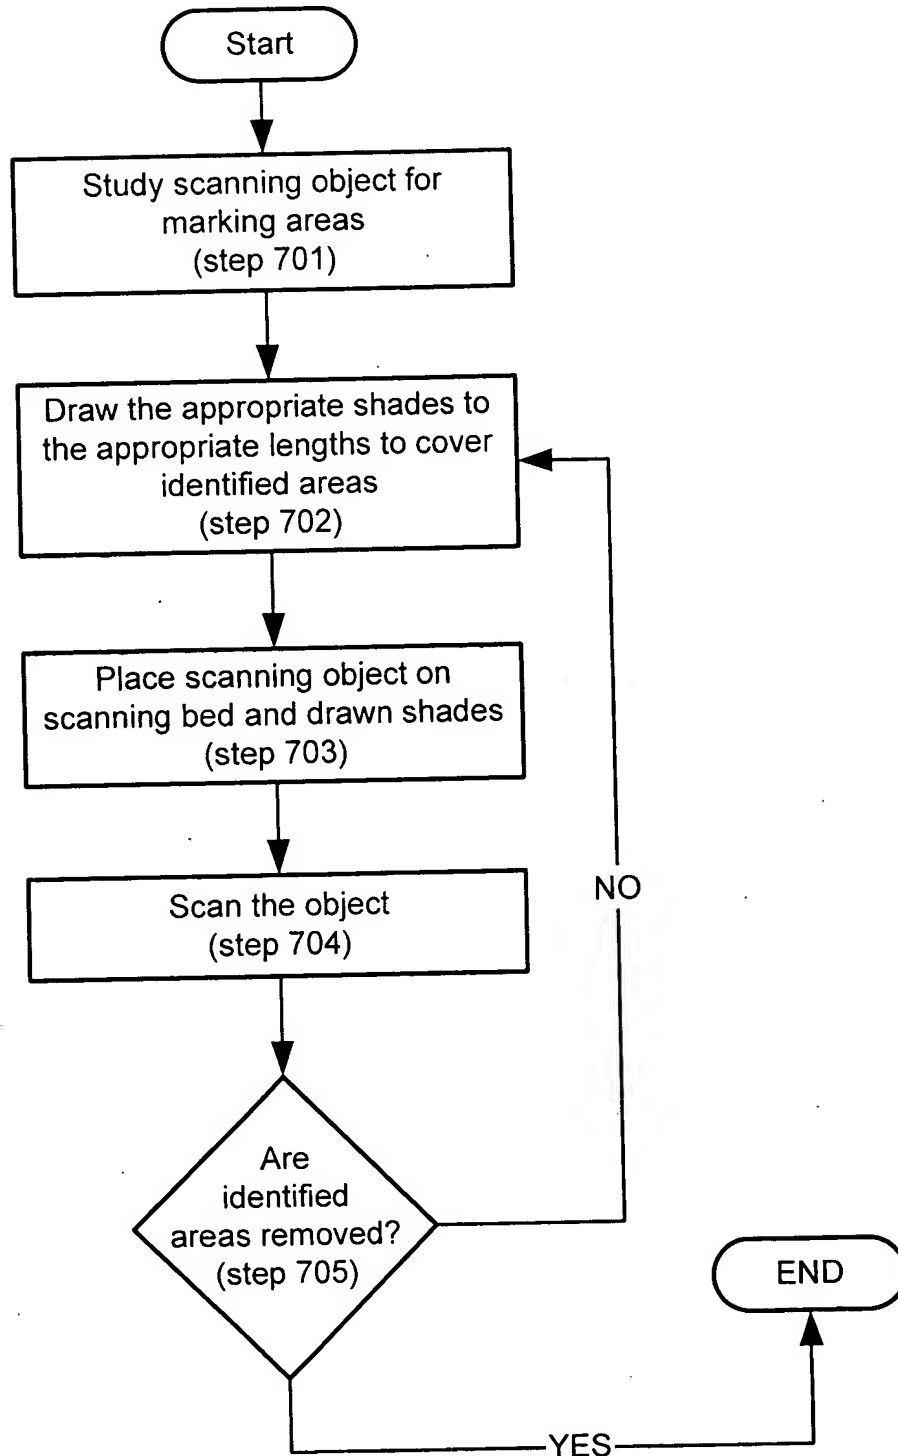 Start
Study scanning object for
marking areas
(step 701)
Draw the appropriate shades to
the appropriate lengths to cover
identified areas
(step 702)
Place scanning object on
scanning bed and drawn shades
(step 703)
Scan the object
(step 704)
NO
Are
identified
areas removed?
(step 705)
END
YES